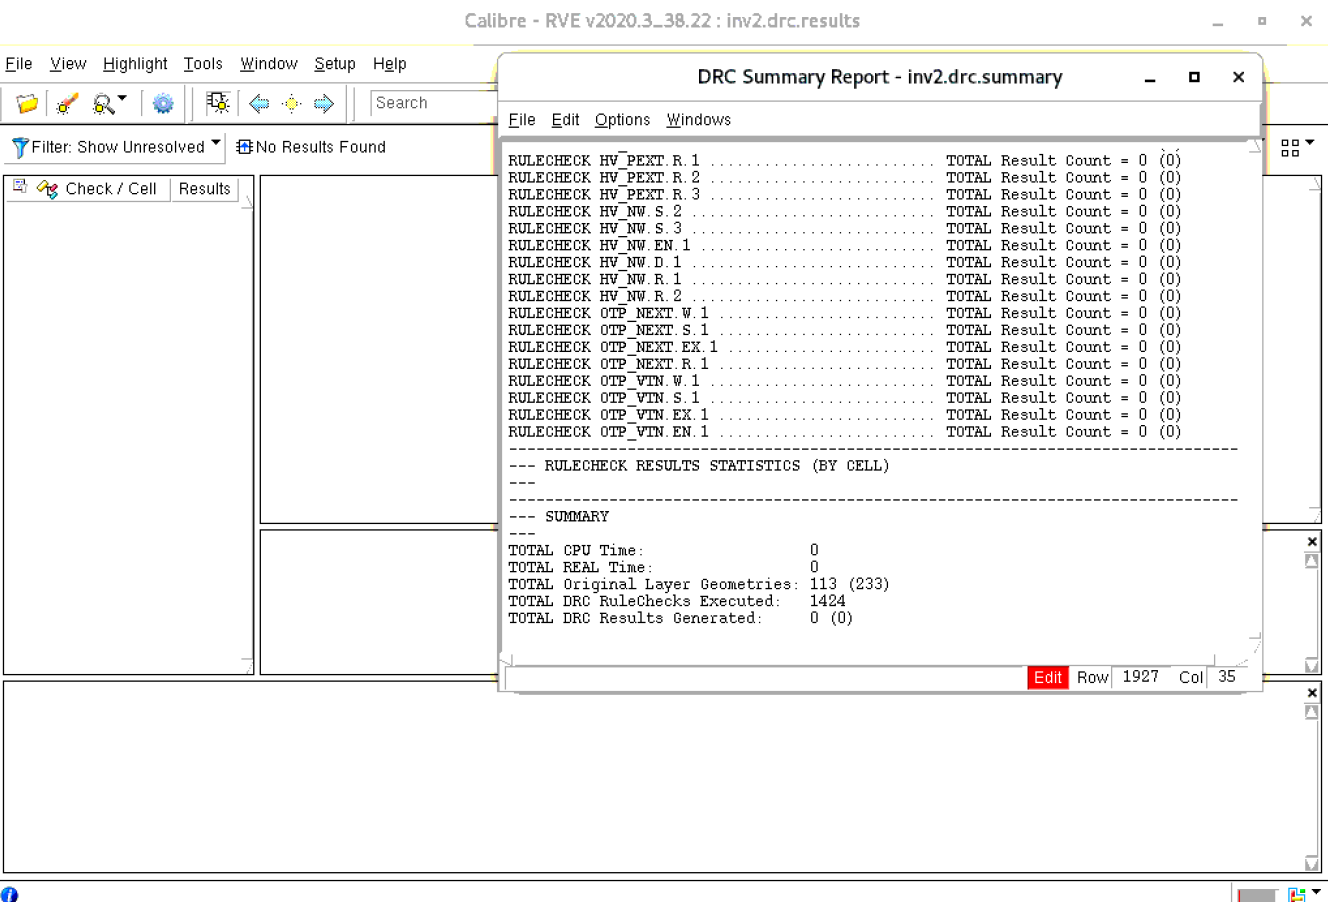 Calibre - RVE v2020.3_38.22 : inv2.drc.results
File View Highlight Tools Window Setup Help
Search
Filter: Show Unresolved
No Results Found
Check / Cell Results
DRC Summary Report - inv2.drc.summary
File Edit Options Windows
RULECHECK HV_PEXT.R.1 ......................... TOTAL Result Count = 0 (0)
RULECHECK HV_PEXT.R.2 ......................... TOTAL Result Count = 0 (0)
RULECHECK HV_PEXT.R.3 ......................... TOTAL Result Count = 0 (0)
RULECHECK HV_NW.S.2 ........................... TOTAL Result Count = 0 (0)
RULECHECK HV_NW.S.3 ........................... TOTAL Result Count = 0 (0)
RULECHECK HV_NW.EN.1 .......................... TOTAL Result Count = 0 (0)
RULECHECK HV_NW.D.1 ........................... TOTAL Result Count = 0 (0)
RULECHECK HV_NW.R.1 ........................... TOTAL Result Count = 0 (0)
RULECHECK HV_NW.R.2 ........................... TOTAL Result Count = 0 (0)
RULECHECK OTP_NEXT.W.1 ........................ TOTAL Result Count = 0 (0)
RULECHECK OTP_NEXT.S.1 ........................ TOTAL Result Count = 0 (0)
RULECHECK OTP_NEXT.EX.1 ....................... TOTAL Result Count = 0 (0)
RULECHECK OTP_NEXT.R.1 ........................ TOTAL Result Count = 0 (0)
RULECHECK OTP_VTN.W.1 ......................... TOTAL Result Count = 0 (0)
RULECHECK OTP_VTN.S.1 ......................... TOTAL Result Count = 0 (0)
RULECHECK OTP_VTN.EX.1 ........................ TOTAL Result Count = 0 (0)
RULECHECK OTP_VTN.EN.1 ........................ TOTAL Result Count = 0 (0)
--------------------------------------------------------------------------------
--- RULECHECK RESULTS STATISTICS (BY CELL)
---
--------------------------------------------------------------------------------
--- SUMMARY
---
TOTAL CPU Time: 0
TOTAL REAL Time: 0
TOTAL Original Layer Geometries: 113 (233)
TOTAL DRC RuleChecks Executed: 1424
TOTAL DRC Results Generated: 0 (0)
Edit Row 1927 Col 35